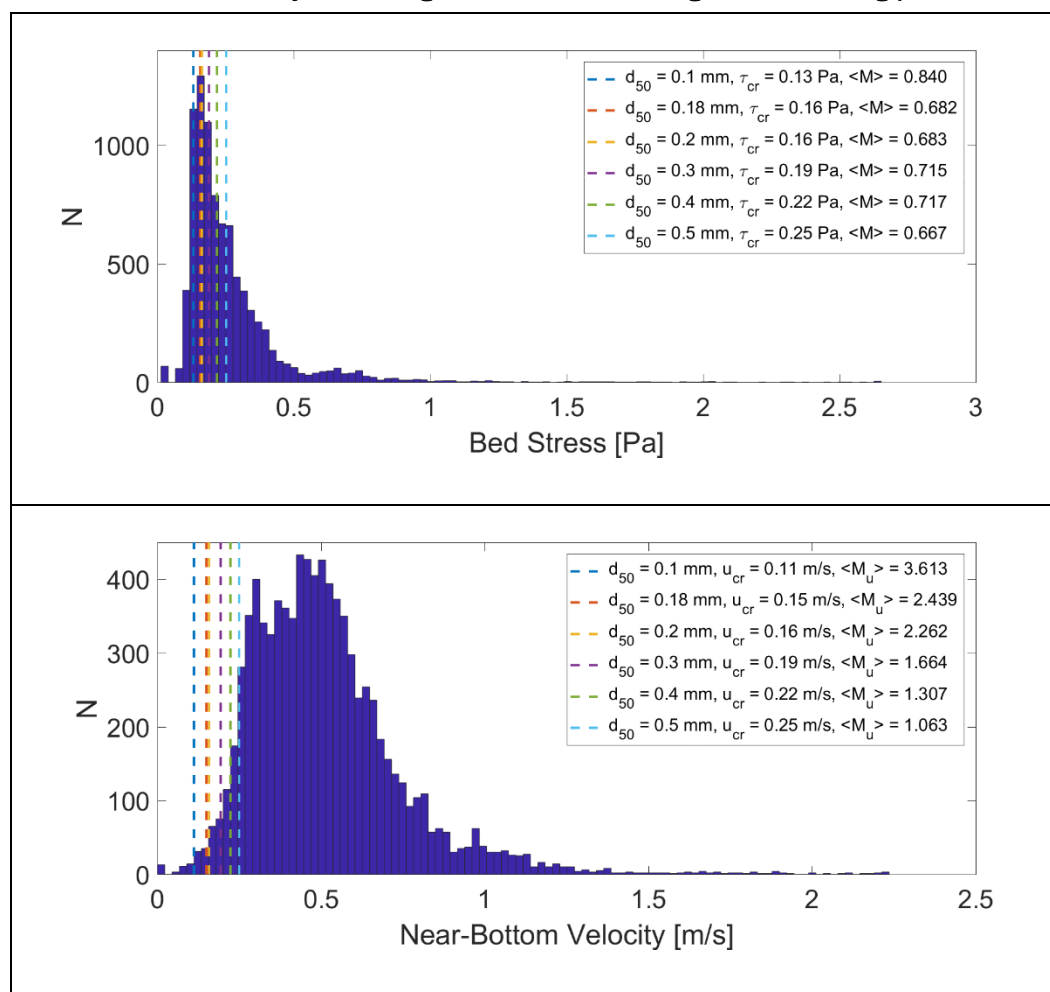 d50 = 0.1 mm, τcr = 0.13 Pa, <M> = 0.840
d50 = 0.18 mm, τcr = 0.16 Pa, <M> = 0.682
d50 = 0.2 mm, τcr = 0.16 Pa, <M> = 0.683
d50 = 0.3 mm, τcr = 0.19 Pa, <M> = 0.715
d50 = 0.4 mm, τcr = 0.22 Pa, <M> = 0.717
d50 = 0.5 mm, τcr = 0.25 Pa, <M> = 0.667
1000
500
0
N
0 0.5 1 1.5 2 2.5 3
Bed Stress [Pa]
d50 = 0.1 mm, ucr = 0.11 m/s, <Mu> = 3.613
d50 = 0.18 mm, ucr = 0.15 m/s, <Mu> = 2.439
d50 = 0.2 mm, ucr = 0.16 m/s, <Mu> = 2.262
d50 = 0.3 mm, ucr = 0.19 m/s, <Mu> = 1.664
d50 = 0.4 mm, ucr = 0.22 m/s, <Mu> = 1.307
d50 = 0.5 mm, ucr = 0.25 m/s, <Mu> = 1.063
400
300
200
100
0
N
0 0.5 1 1.5 2 2.5
Near-Bottom Velocity [m/s]